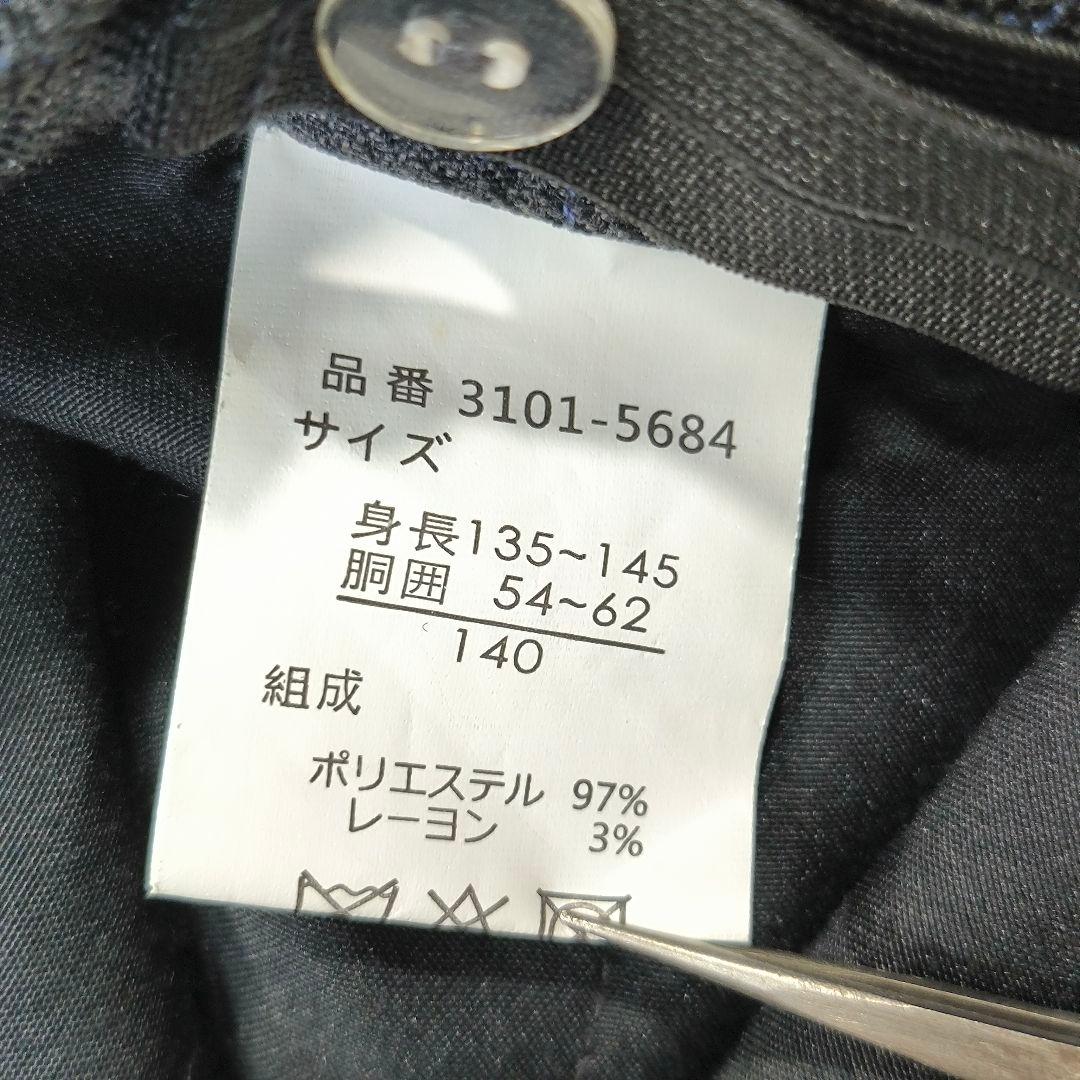 品番 3101-5684
サイズ
身長135~145
胴囲 54~62
140
組成
ポリエステル 97%
レーヨン 3%